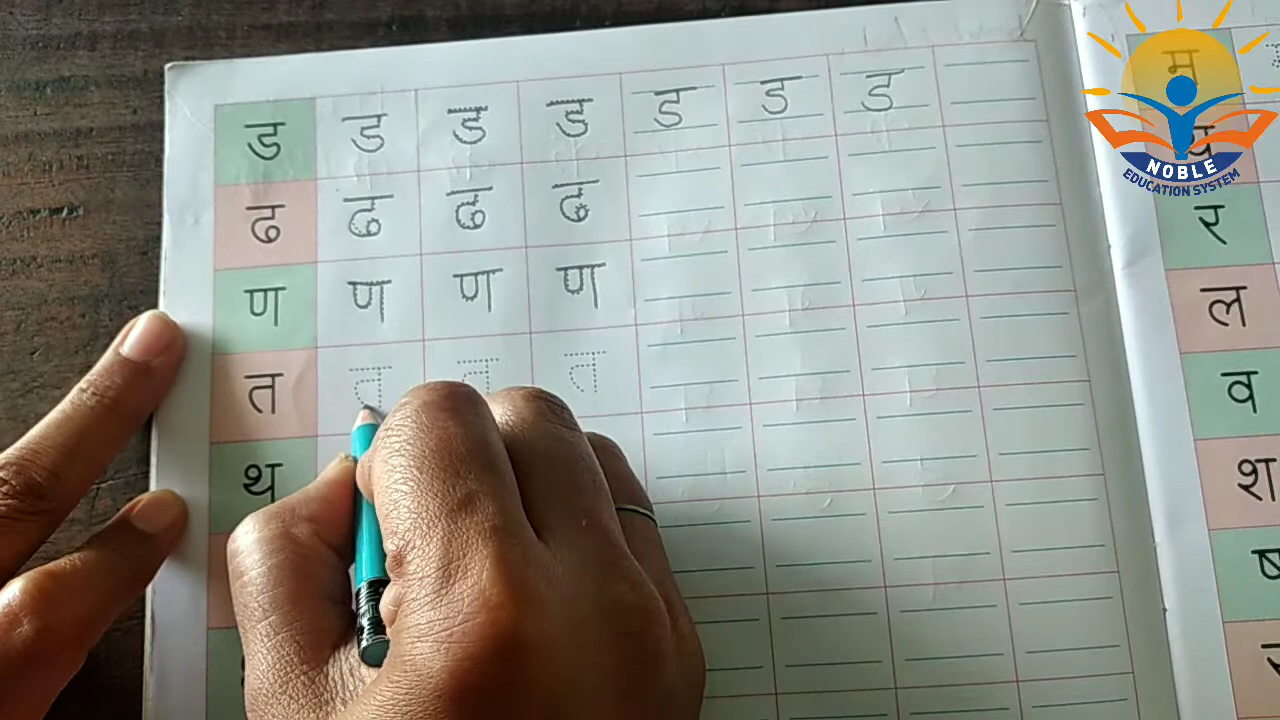 ड ड ड ड ड ड ड
ढ ढ ढ ढ
ण ण ण ण
त त त त
थ
म
र
ल
व
श
ष
NOBLE
EDUCATION SYSTEM